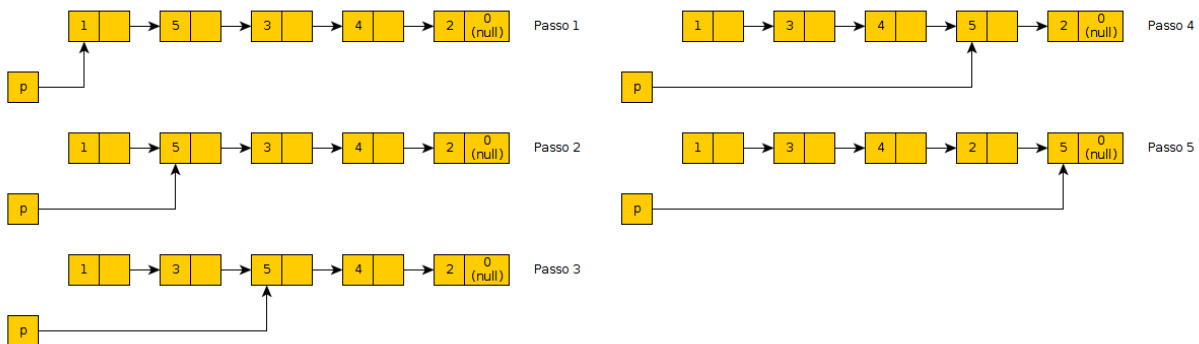 1 5 3 4 2 0 Passo 1
(null)
p
1 5 3 4 2 0 Passo 2
(null)
p
1 3 5 4 2 0 Passo 3
(null)
p
1 3 4 5 2 0 Passo 4
(null)
p
1 3 4 2 5 0 Passo 5
(null)
p